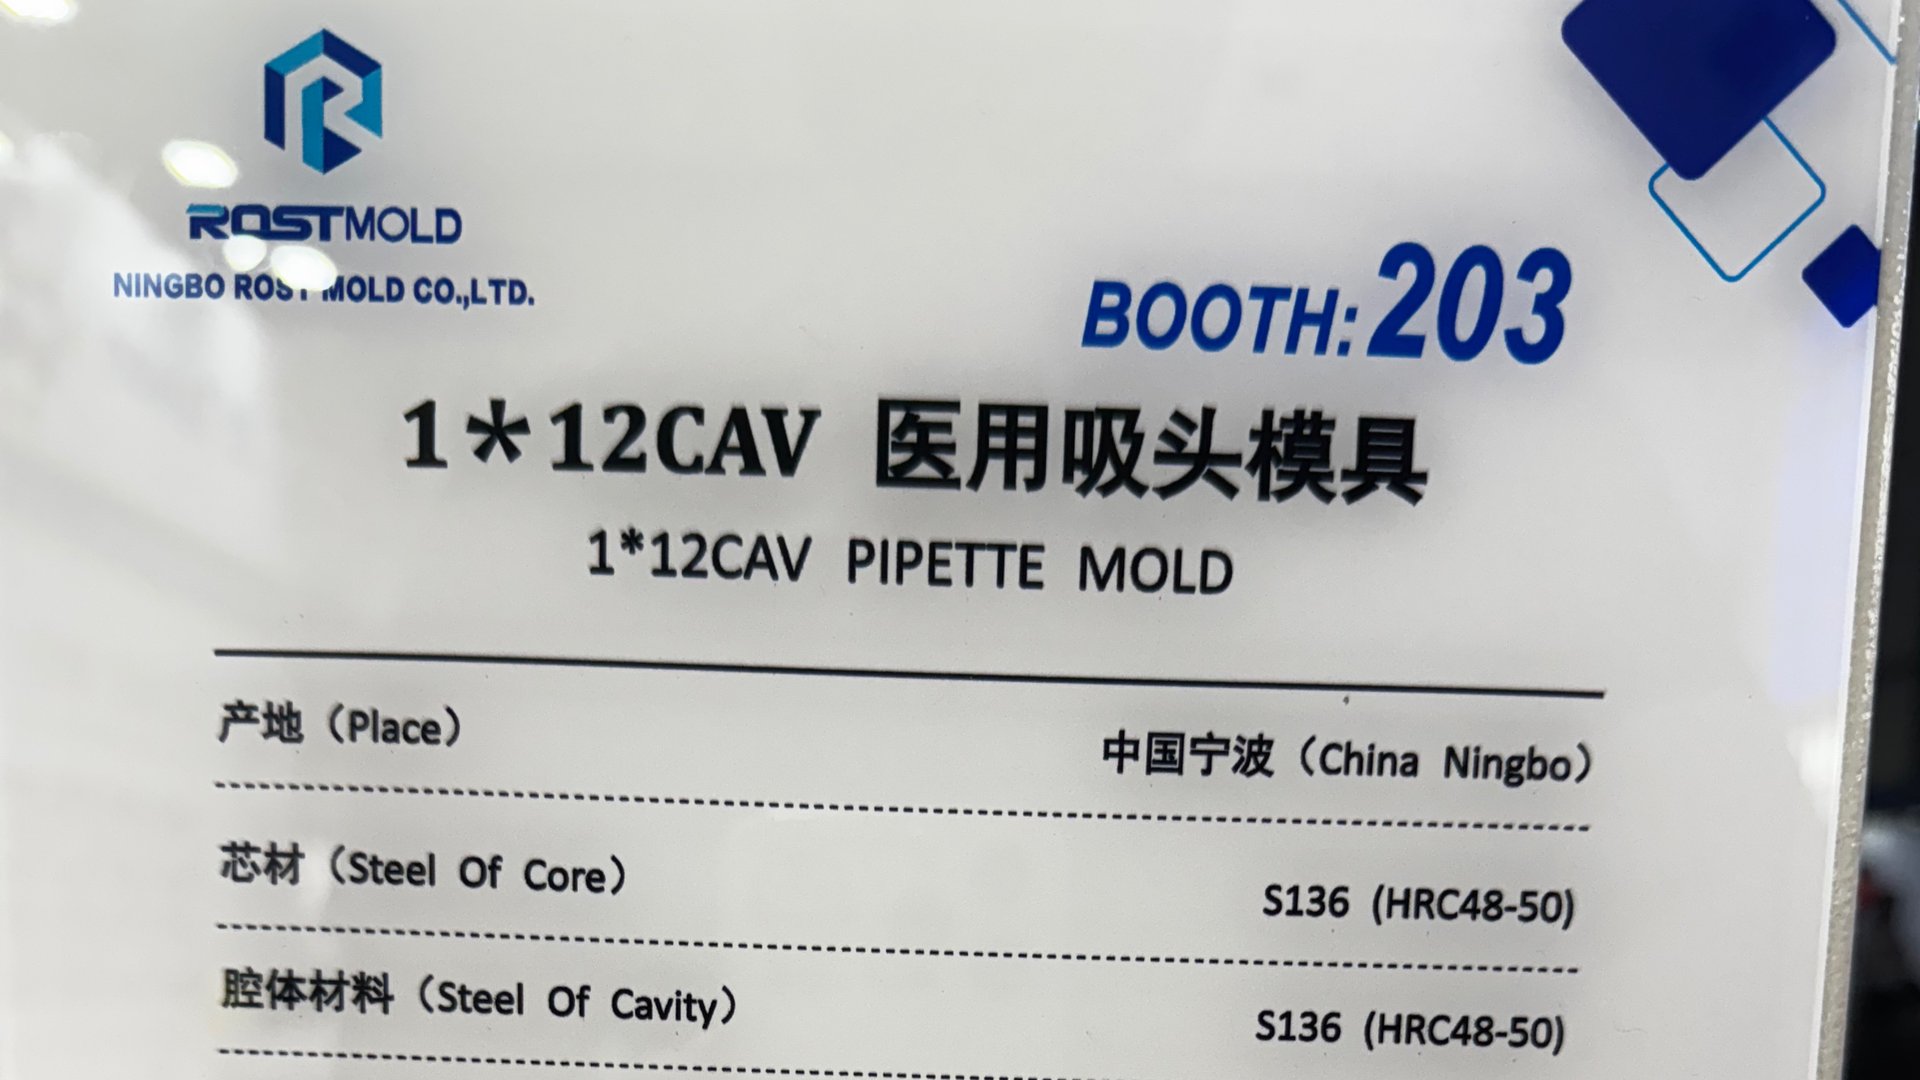 ROSTMOLD
NINGBO ROST MOLD CO.,LTD.
BOOTH: 203
1*12CAV 医用吸头模具
1*12CAV PIPETTE MOLD
产地（Place） 中国宁波（China Ningbo）
芯材（Steel Of Core） S136 (HRC48-50)
腔体材料（Steel Of Cavity） S136 (HRC48-50)